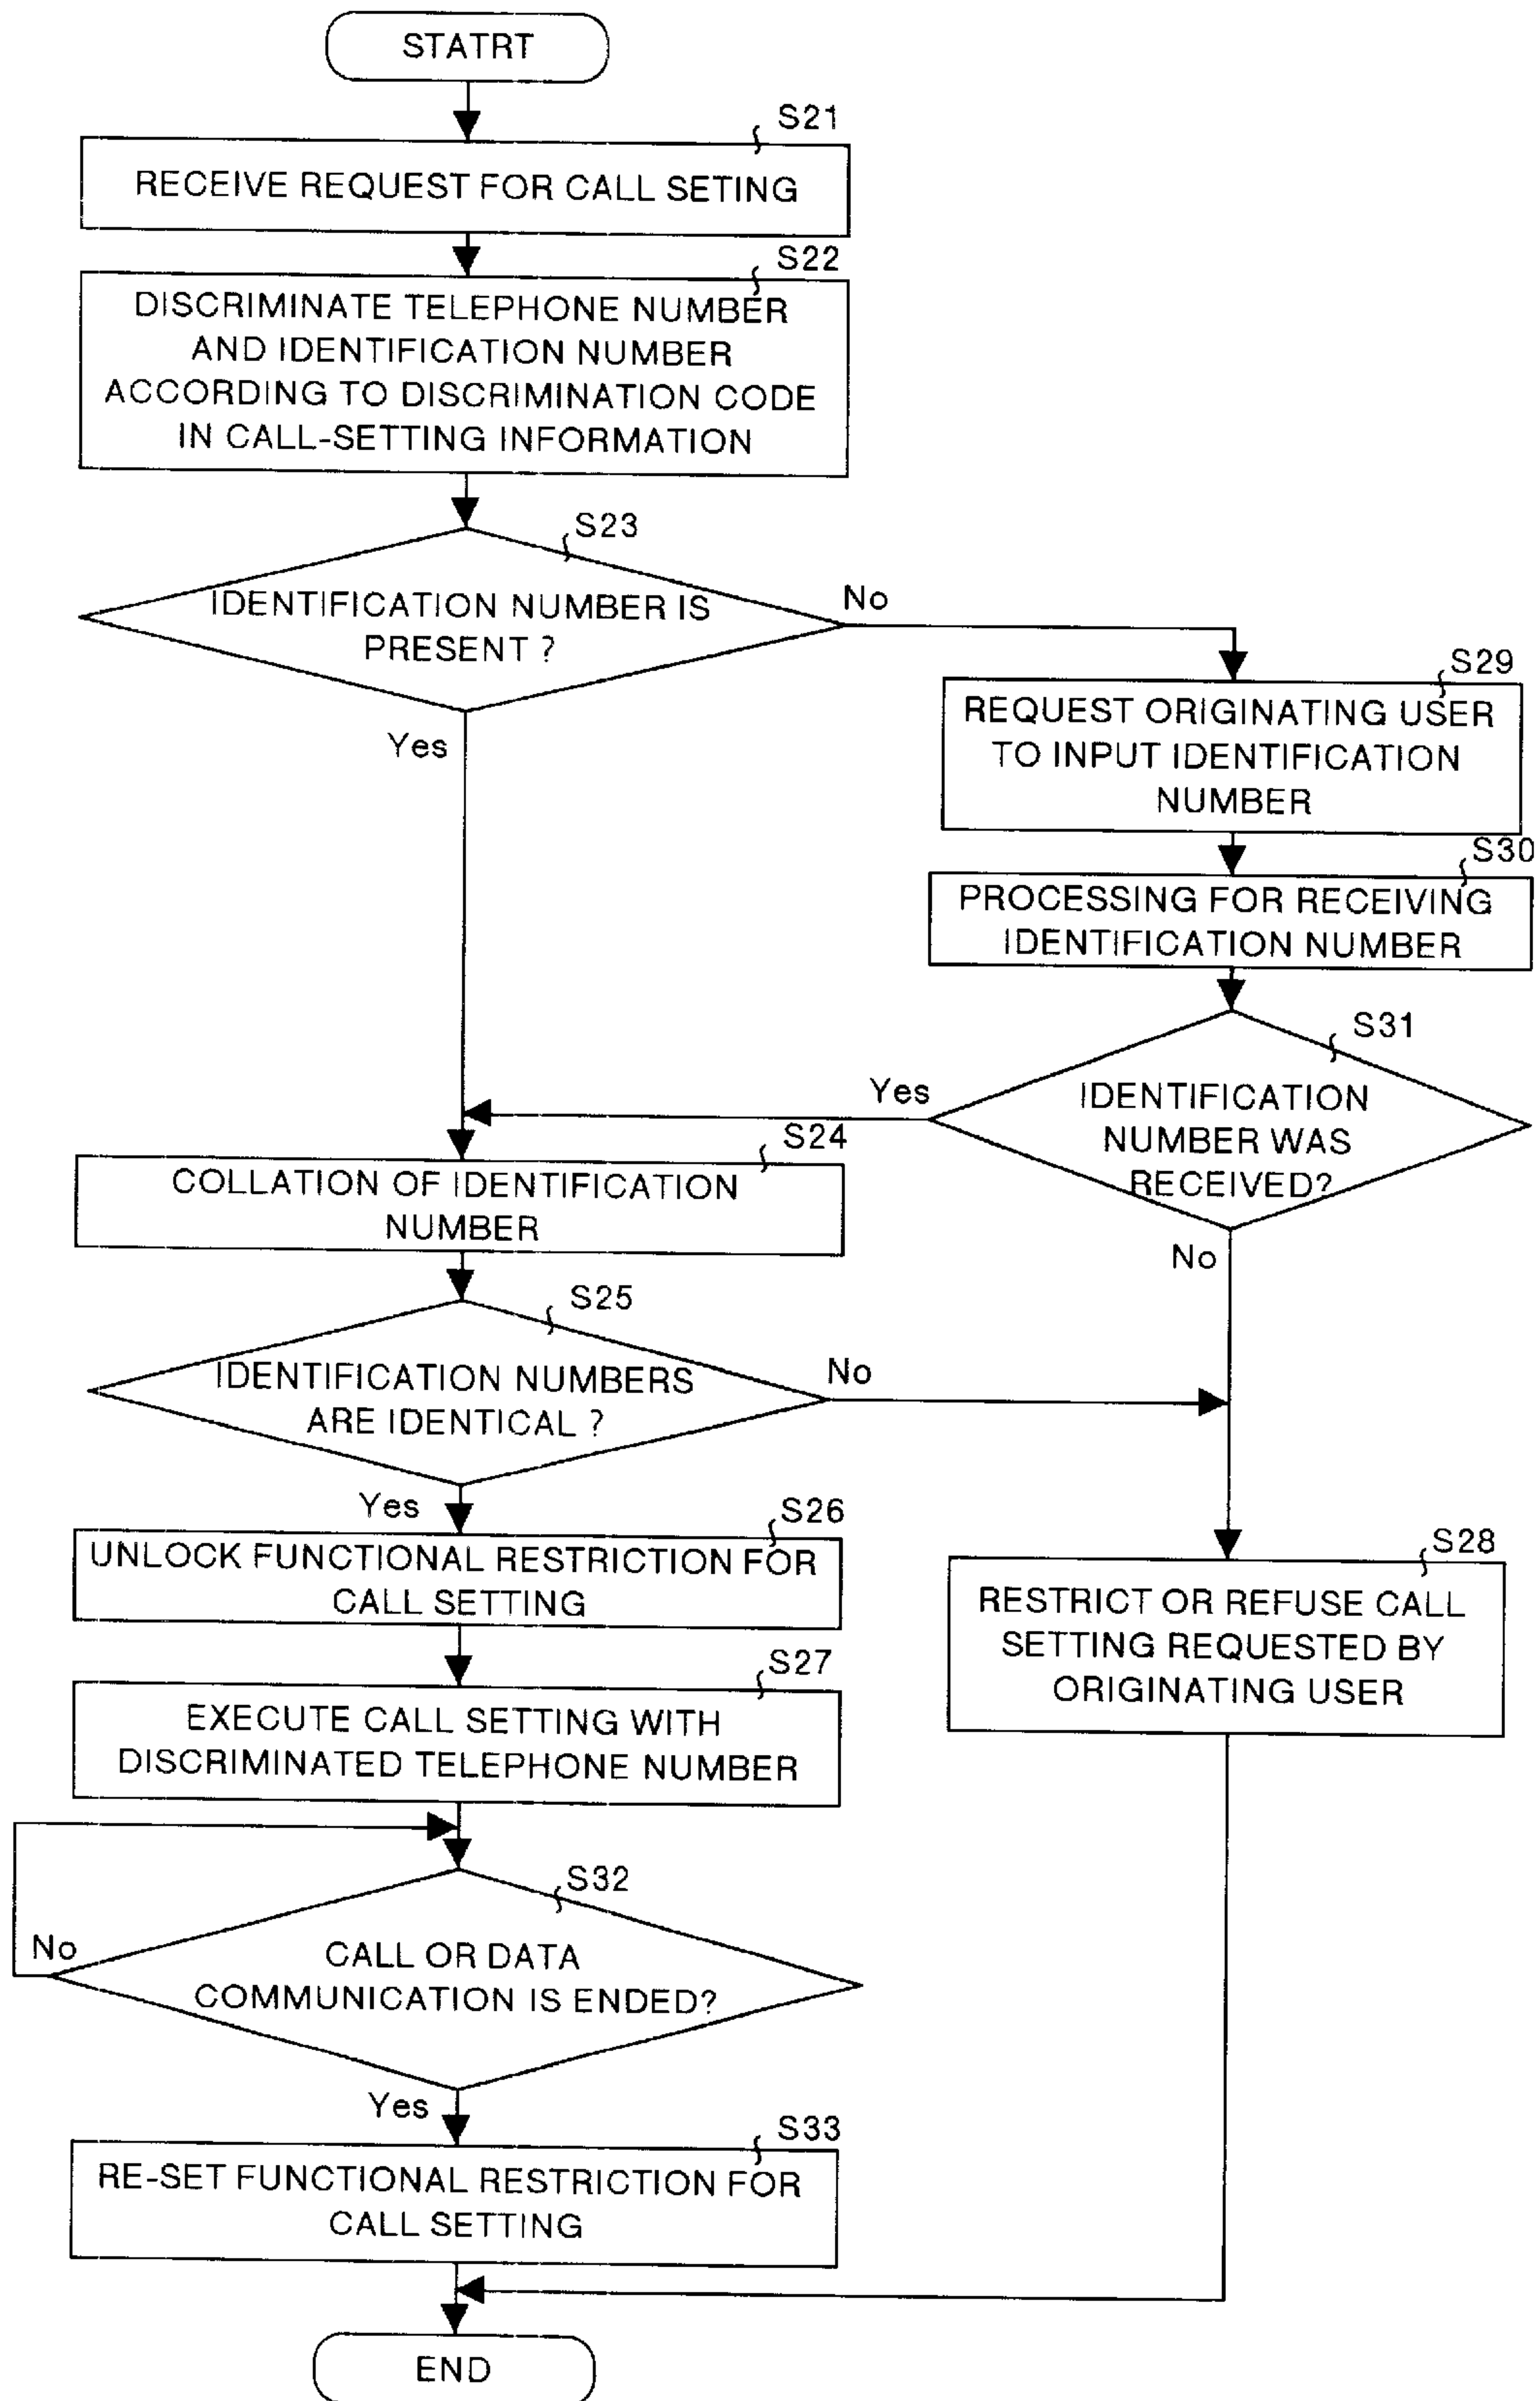 STATRT
S21
RECEIVE REQUEST FOR CALL SETING
S22
DISCRIMINATE TELEPHONE NUMBER
AND IDENTIFICATION NUMBER
ACCORDING TO DISCRIMINATION CODE
IN CALL-SETTING INFORMATION
S23
IDENTIFICATION NUMBER IS
PRESENT ?
No
Yes
S29
REQUEST ORIGINATING USER
TO INPUT IDENTIFICATION
NUMBER
S30
PROCESSING FOR RECEIVING
IDENTIFICATION NUMBER
S31
IDENTIFICATION
NUMBER WAS
RECEIVED?
Yes
No
S24
COLLATION OF IDENTIFICATION
NUMBER
S25
IDENTIFICATION NUMBERS
ARE IDENTICAL ?
No
Yes
S26
UNLOCK FUNCTIONAL RESTRICTION FOR
CALL SETTING
S28
RESTRICT OR REFUSE CALL
SETTING REQUESTED BY
ORIGINATING USER
S27
EXECUTE CALL SETTING WITH
DISCRIMINATED TELEPHONE NUMBER
S32
CALL OR DATA
COMMUNICATION IS ENDED?
No
Yes
S33
RE-SET FUNCTIONAL RESTRICTION FOR
CALL SETTING
END